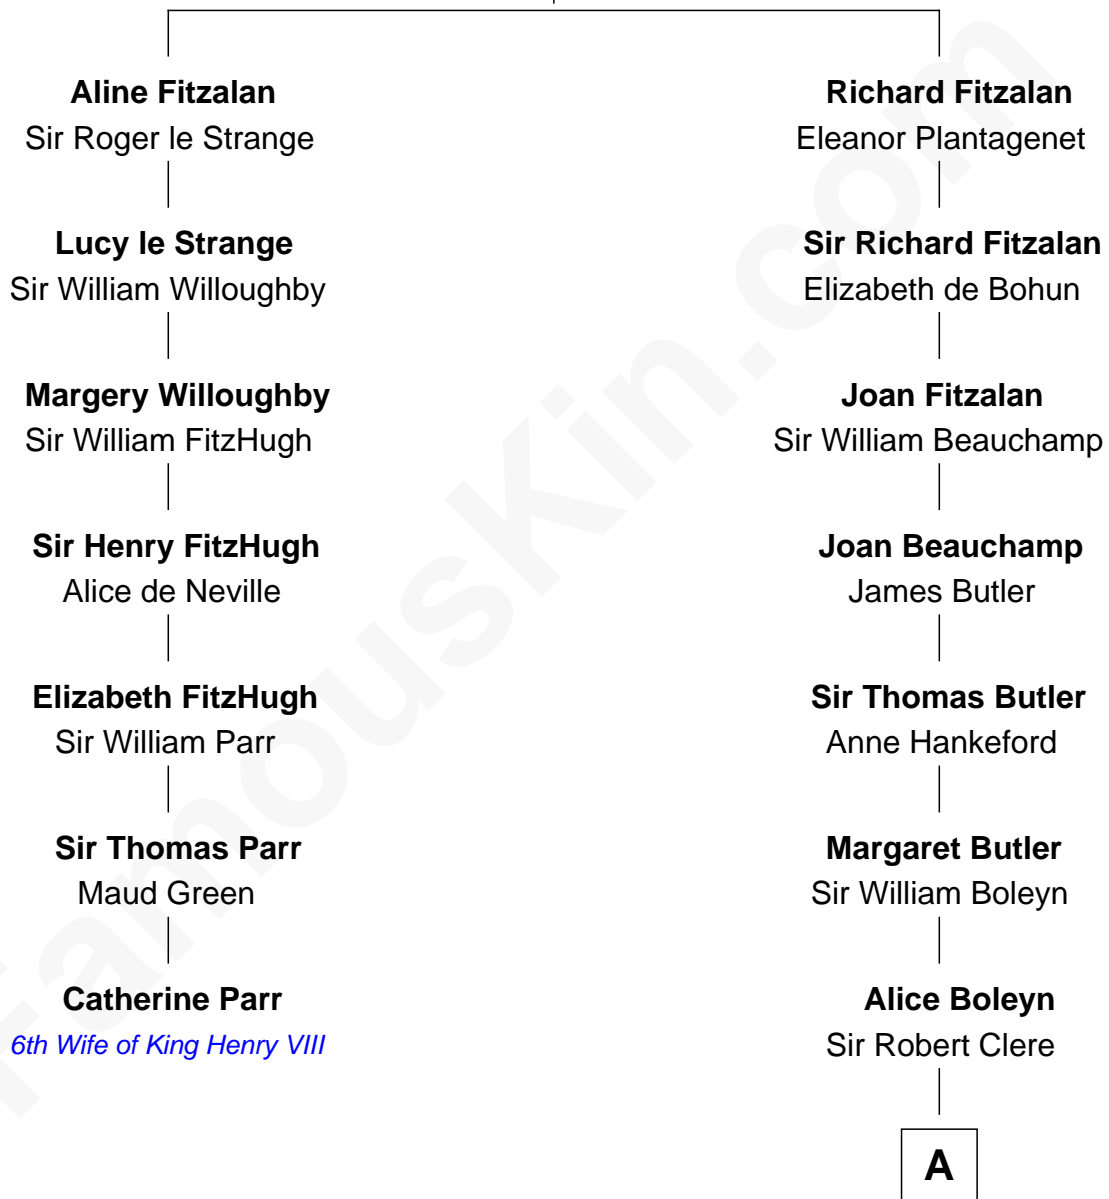 Aline Fitzalan
Sir Roger le Strange
Lucy le Strange
Sir William Willoughby
Margery Willoughby
Sir William FitzHugh
Sir Henry FitzHugh
Alice de Neville
Elizabeth FitzHugh
Sir William Parr
Sir Thomas Parr
Maud Green
Catherine Parr
6th Wife of King Henry VIII
Richard Fitzalan
Eleanor Plantagenet
Sir Richard Fitzalan
Elizabeth de Bohun
Joan Fitzalan
Sir William Beauchamp
Joan Beauchamp
James Butler
Sir Thomas Butler
Anne Hankeford
Margaret Butler
Sir William Boleyn
Alice Boleyn
Sir Robert Clere
A
FamousKin.com